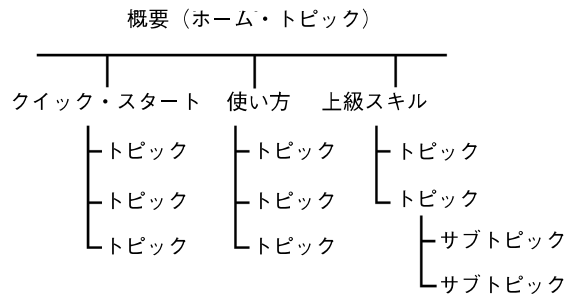 概要（ホーム・トピック）
クイック・スタート
トピック
トピック
トピック
使い方
トピック
トピック
トピック
上級スキル
トピック
トピック
サブトピック
サブトピック